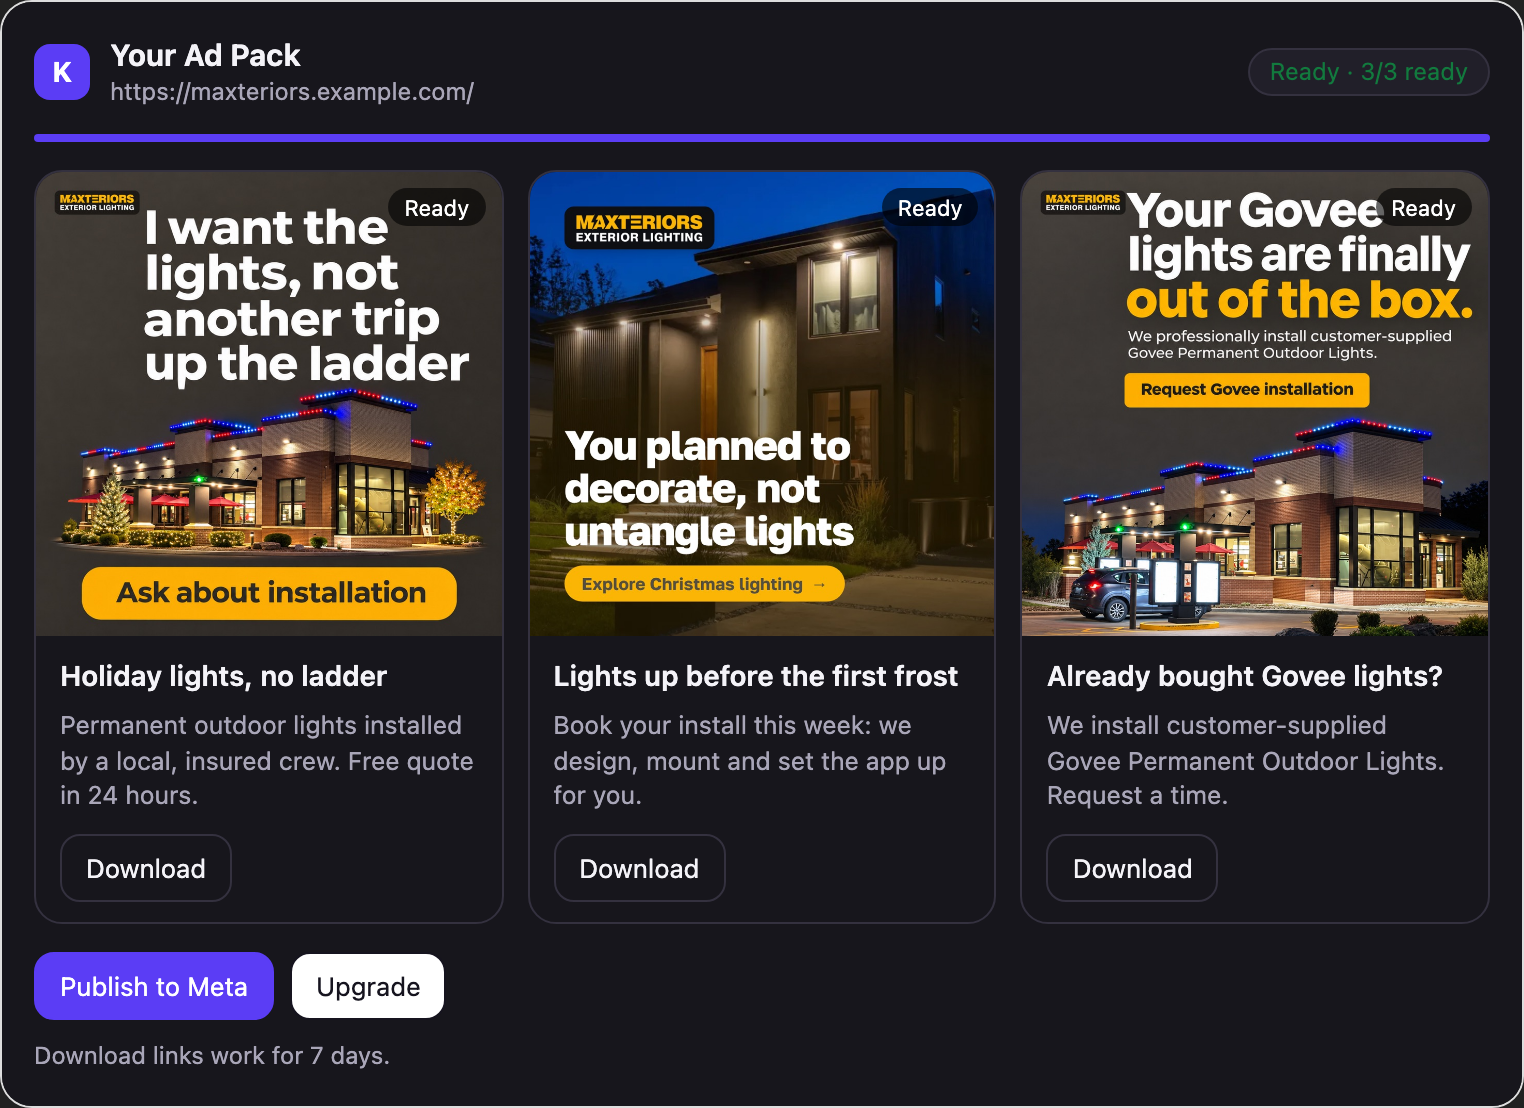 K
Your Ad Pack
https://maxteriors.example.com/
Ready · 3/3 ready
MAXTERIORS
EXTERIOR LIGHTING
Ready
I want the
lights, not
another trip
up the ladder
Ask about installation
Holiday lights, no ladder
Permanent outdoor lights installed
by a local, insured crew. Free quote
in 24 hours.
Download
MAXTERIORS
EXTERIOR LIGHTING
Ready
You planned to
decorate, not
untangle lights
Explore Christmas lighting →
Lights up before the first frost
Book your install this week: we
design, mount and set the app up
for you.
Download
MAXTERIORS
EXTERIOR LIGHTING
Ready
Your Govee
lights are finally
out of the box.
We professionally install customer-supplied
Govee Permanent Outdoor Lights.
Request Govee installation
Already bought Govee lights?
We install customer-supplied
Govee Permanent Outdoor Lights.
Request a time.
Download
Publish to Meta
Upgrade
Download links work for 7 days.